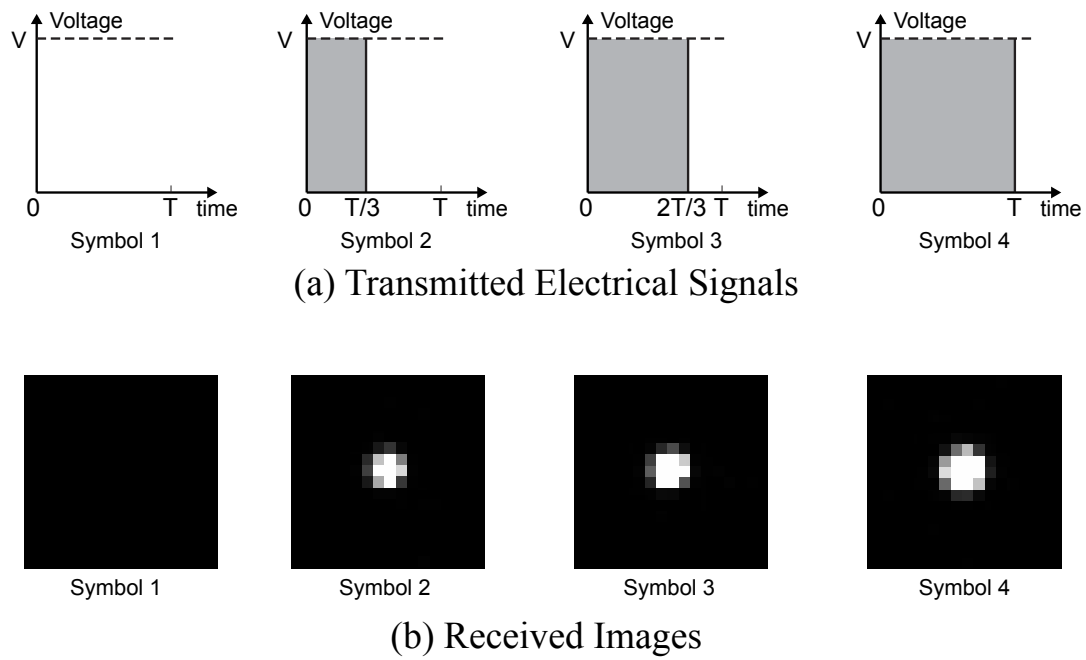 Voltage Voltage Voltage Voltage
V V V V
0 T time 0 T/3 T time 0 2T/3 T time 0 T time
Symbol 1 Symbol 2 Symbol 3 Symbol 4
(a) Transmitted Electrical Signals
Symbol 1 Symbol 2 Symbol 3 Symbol 4
(b) Received Images